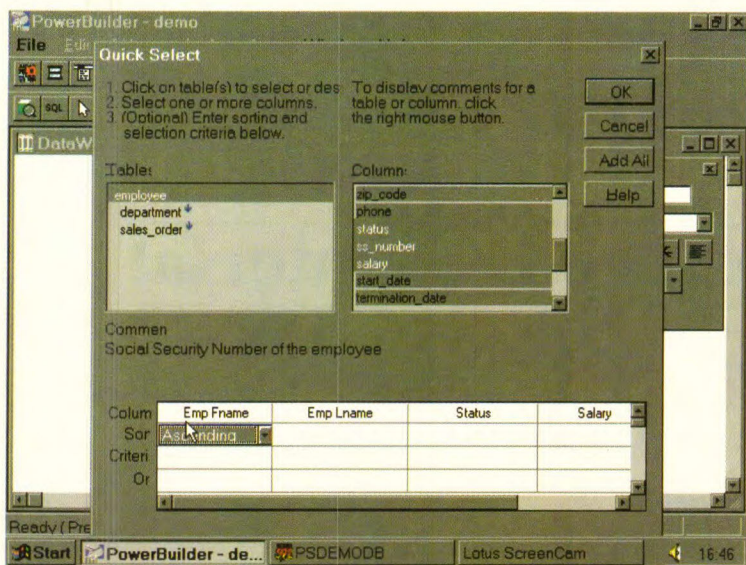 PowerBuilder - demo
File
Quick Select
1. Click on table(s) to select or des
2. Select one or more columns.
3. (Optional) Enter sorting and
selection criteria below.
To display comments for a
table or column, click
the right mouse button.
OK
Cancel
Add All
Help
SQL
DataW
Tables
employee
department
sales_order
Column:
zip_code
phone
status
ss_number
salary
start_date
termination_date
Commen
Social Security Number of the employee
Colum Emp Fname Emp Lname Status Salary
Sor Ascending
Criteri
Or
Ready (Pre
Start PowerBuilder - de... PSDEMODB Lotus ScreenCam 16:46